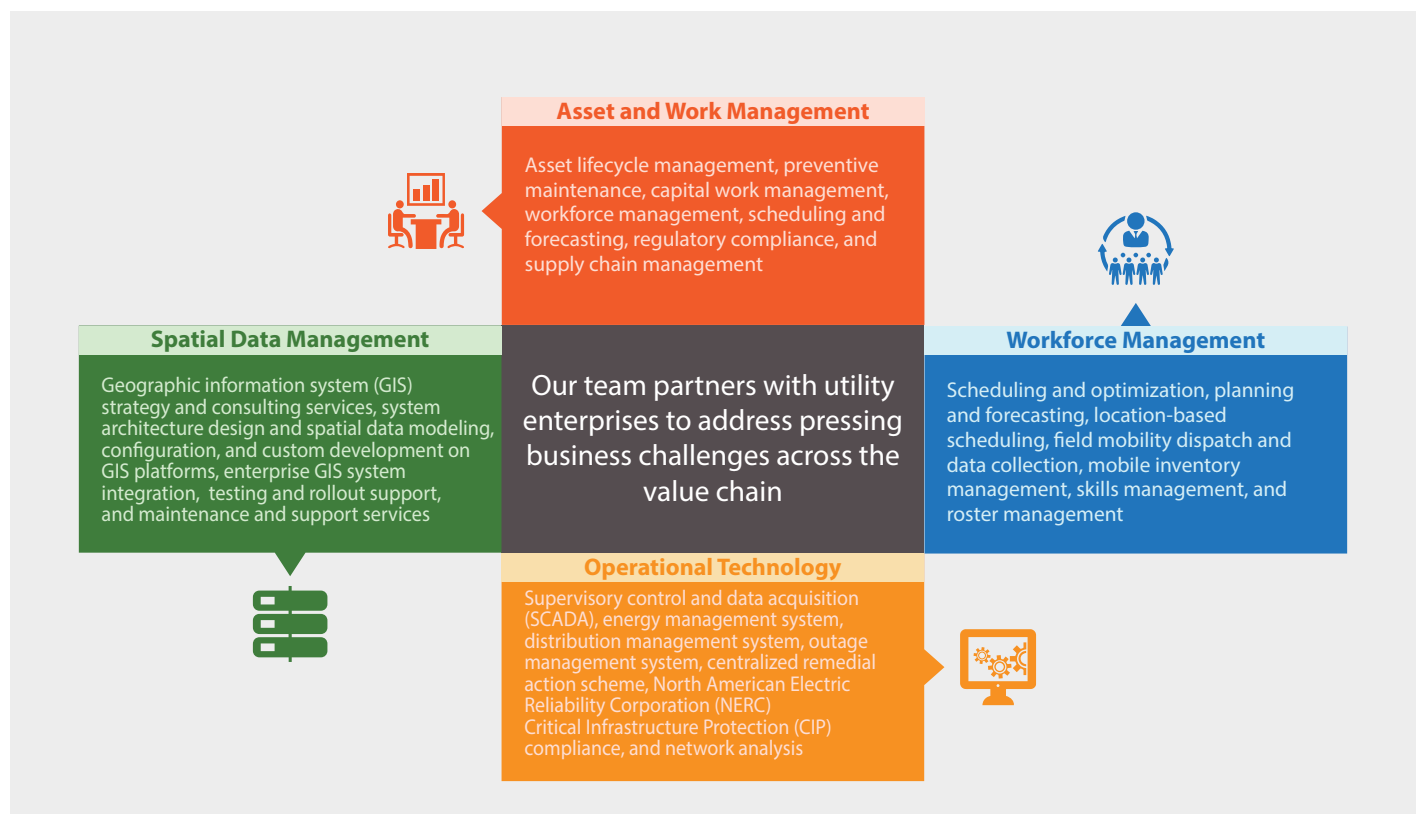 Asset and Work Management
Asset lifecycle management, preventive
maintenance, capital work management,
workforce management, scheduling and
forecasting, regulatory compliance, and
supply chain management
Spatial Data Management
Geographic information system (GIS)
strategy and consulting services, system
architecture design and spatial data modeling,
configuration, and custom development on
GIS platforms, enterprise GIS system
integration, testing and rollout support,
and maintenance and support services
Our team partners with utility
enterprises to address pressing
business challenges across the
value chain
Workforce Management
Scheduling and optimization, planning
and forecasting, location-based
scheduling, field mobility dispatch and
data collection, mobile inventory
management, skills management, and
roster management
Operational Technology
Supervisory control and data acquisition
(SCADA), energy management system,
distribution management system, outage
management system, centralized remedial
action scheme, North American Electric
Reliability Corporation (NERC)
Critical Infrastructure Protection (CIP)
compliance, and network analysis